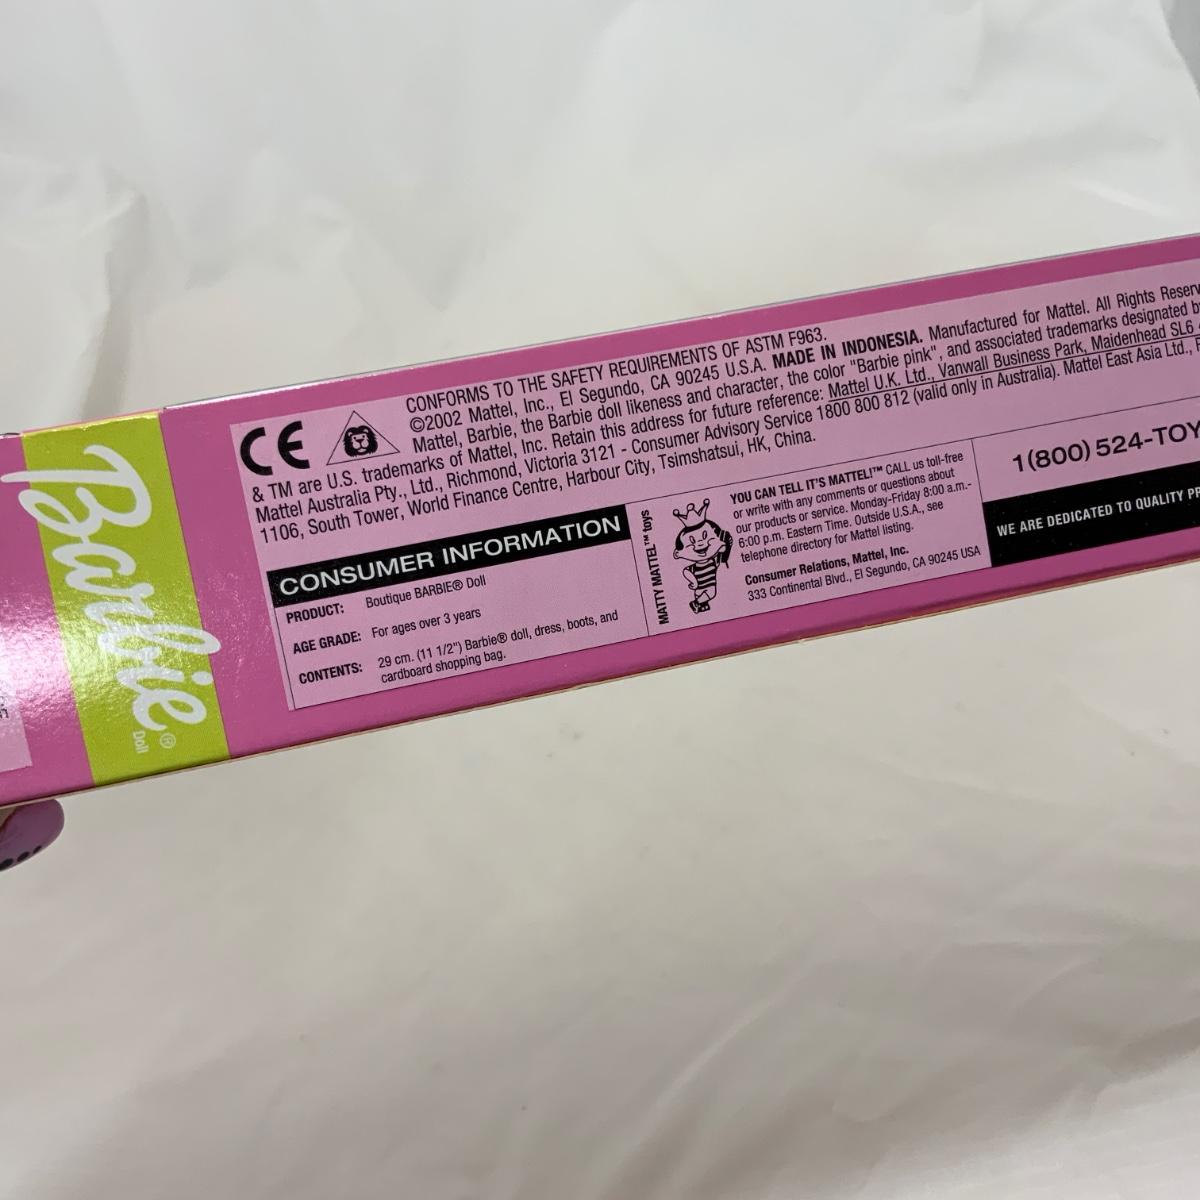 Barbie®
Doll
CE
CONFORMS TO THE SAFETY REQUIREMENTS OF ASTM F963.
©2002 Mattel, Inc., El Segundo, CA 90245 U.S.A. MADE IN INDONESIA. Manufactured for Mattel. All Rights Reserv
Mattel, Barbie, the Barbie doll likeness and character, the color "Barbie pink", and associated trademarks designated b
& TM are U.S. trademarks of Mattel, Inc. Retain this address for future reference: Mattel U.K. Ltd., Vanwall Business Park, Maidenhead SL6
Mattel Australia Pty., Ltd., Richmond, Victoria 3121 - Consumer Advisory Service 1800 800 812 (valid only in Australia). Mattel East Asia Ltd.,
1106, South Tower, World Finance Centre, Harbour City, Tsimshatsui, HK, China.
CONSUMER INFORMATION
PRODUCT: Boutique BARBIE® Doll
AGE GRADE: For ages over 3 years
CONTENTS: 29 cm. (11 1/2") Barbie® doll, dress, boots, and
cardboard shopping bag.
MATTY MATTEL™ toys
YOU CAN TELL IT'S MATTEL!™ CALL us toll-free
or write with any comments or questions about
our products or service. Monday-Friday 8:00 a.m.-
6:00 p.m. Eastern Time. Outside U.S.A., see
telephone directory for Mattel listing.
Consumer Relations, Mattel, Inc.
333 Continental Blvd., El Segundo, CA 90245 USA
1(800) 524-TOY
WE ARE DEDICATED TO QUALITY PR